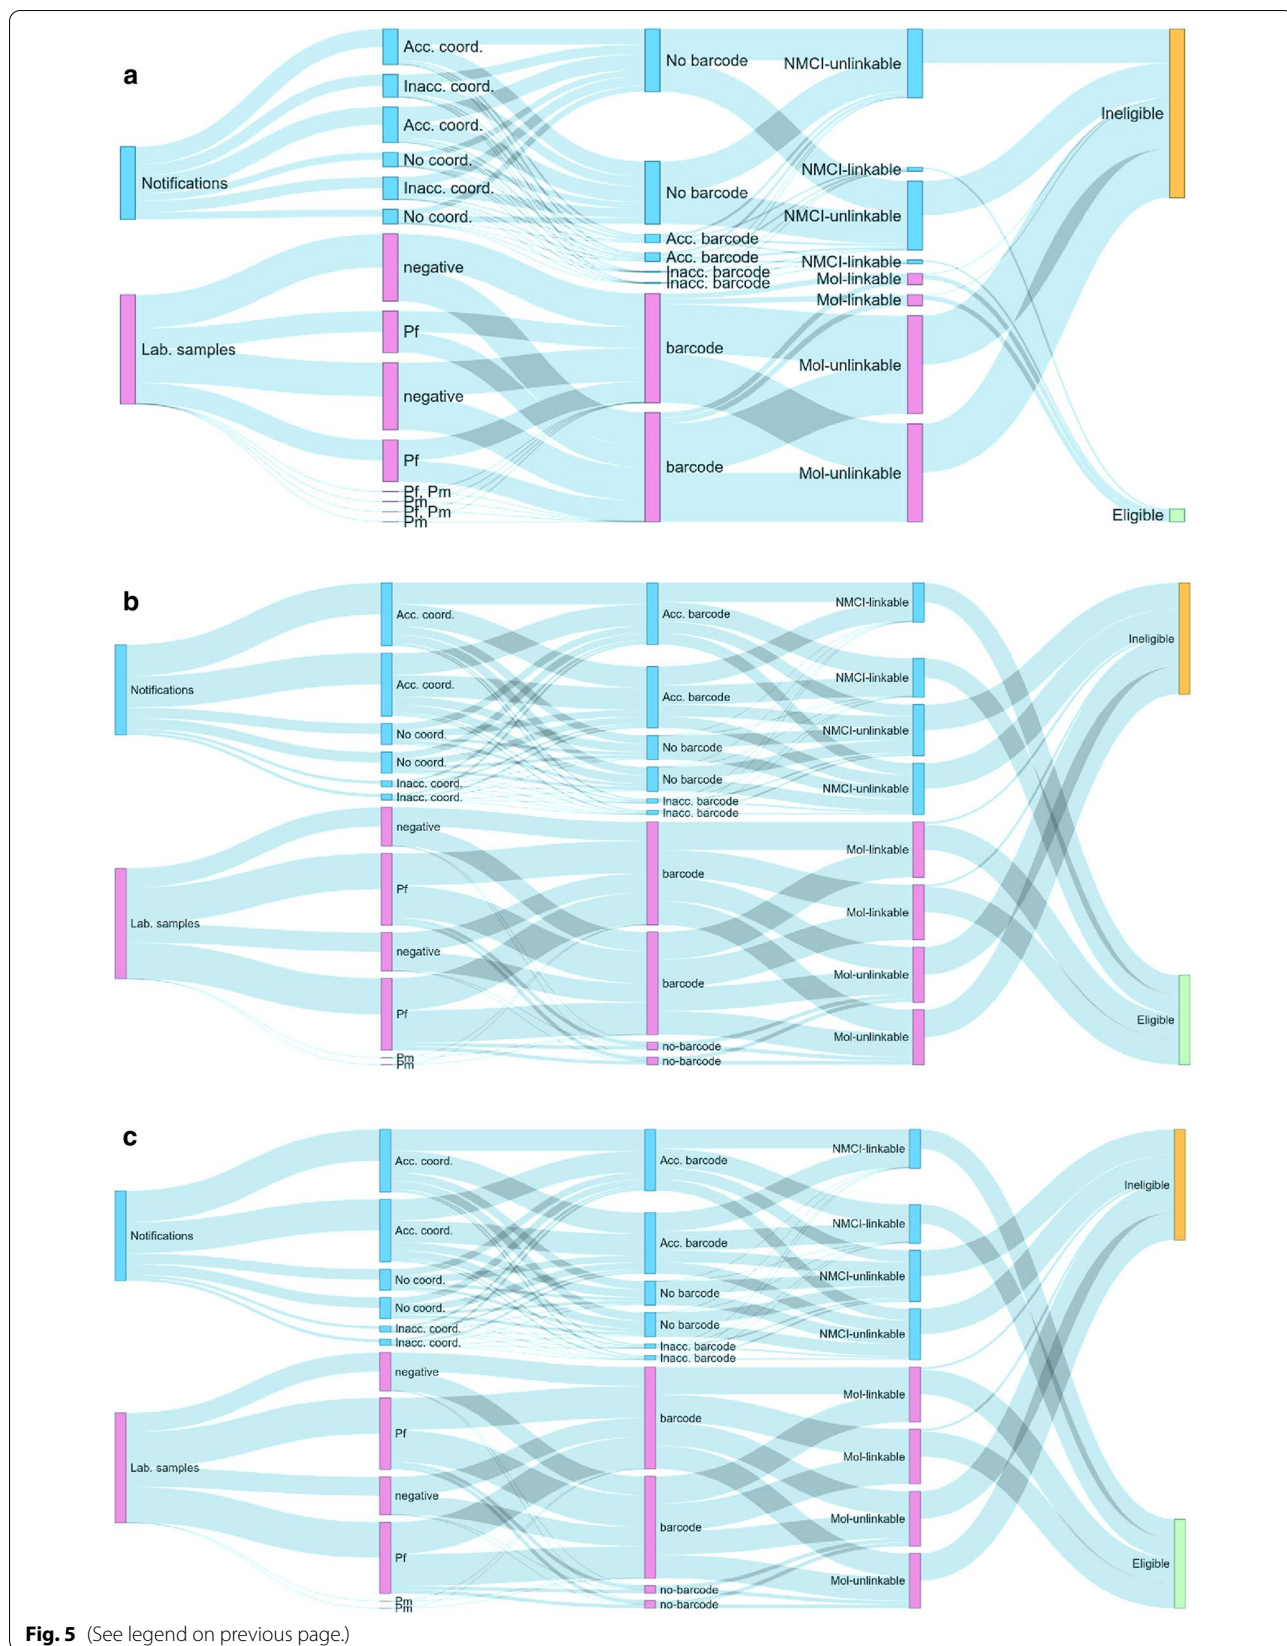 a
Notifications
Lab. samples
Acc. coord.
Inacc. coord.
Acc. coord.
No coord.
Inacc. coord.
No coord.
negative
Pf
negative
Pf
Pf, Pm
Pm
Pf, Pm
Pm
No barcode
No barcode
Acc. barcode
Acc. barcode
Inacc. barcode
Inacc. barcode
barcode
barcode
NMCI-unlinkable
NMCI-linkable
NMCI-unlinkable
NMCI-linkable
Mol-linkable
Mol-linkable
Mol-unlinkable
Mol-unlinkable
Ineligible
Eligible
b
Notifications
Lab. samples
Acc. coord.
Acc. coord.
No coord.
No coord.
Inacc. coord.
Inacc. coord.
negative
Pf
negative
Pf
Pm
Pm
Acc. barcode
Acc. barcode
No barcode
No barcode
Inacc. barcode
Inacc. barcode
barcode
barcode
no-barcode
no-barcode
NMCI-linkable
NMCI-linkable
NMCI-unlinkable
NMCI-unlinkable
Mol-linkable
Mol-linkable
Mol-unlinkable
Mol-unlinkable
Ineligible
Eligible
c
Notifications
Lab. samples
Acc. coord.
Acc. coord.
No coord.
No coord.
Inacc. coord.
Inacc. coord.
negative
Pf
negative
Pf
Pm
Pm
Acc. barcode
Acc. barcode
No barcode
No barcode
Inacc. barcode
Inacc. barcode
barcode
barcode
no-barcode
no-barcode
NMCI-linkable
NMCI-linkable
NMCI-unlinkable
NMCI-unlinkable
Mol-linkable
Mol-linkable
Mol-unlinkable
Mol-unlinkable
Ineligible
Eligible
Fig. 5 (See legend on previous page.)